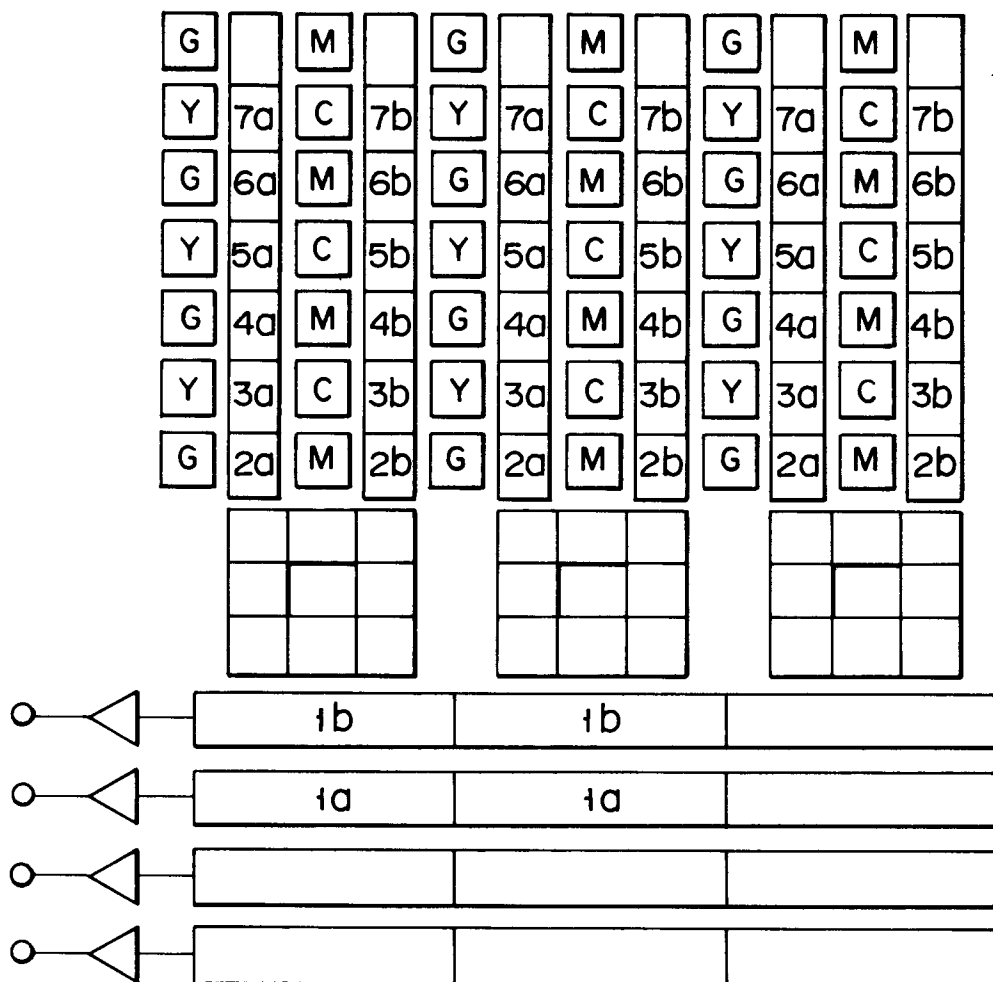 G M G M G M
Y 7a C 7b Y 7a C 7b Y 7a C 7b
G 6a M 6b G 6a M 6b G 6a M 6b
Y 5a C 5b Y 5a C 5b Y 5a C 5b
G 4a M 4b G 4a M 4b G 4a M 4b
Y 3a C 3b Y 3a C 3b Y 3a C 3b
G 2a M 2b G 2a M 2b G 2a M 2b
1b 1b
1a 1a